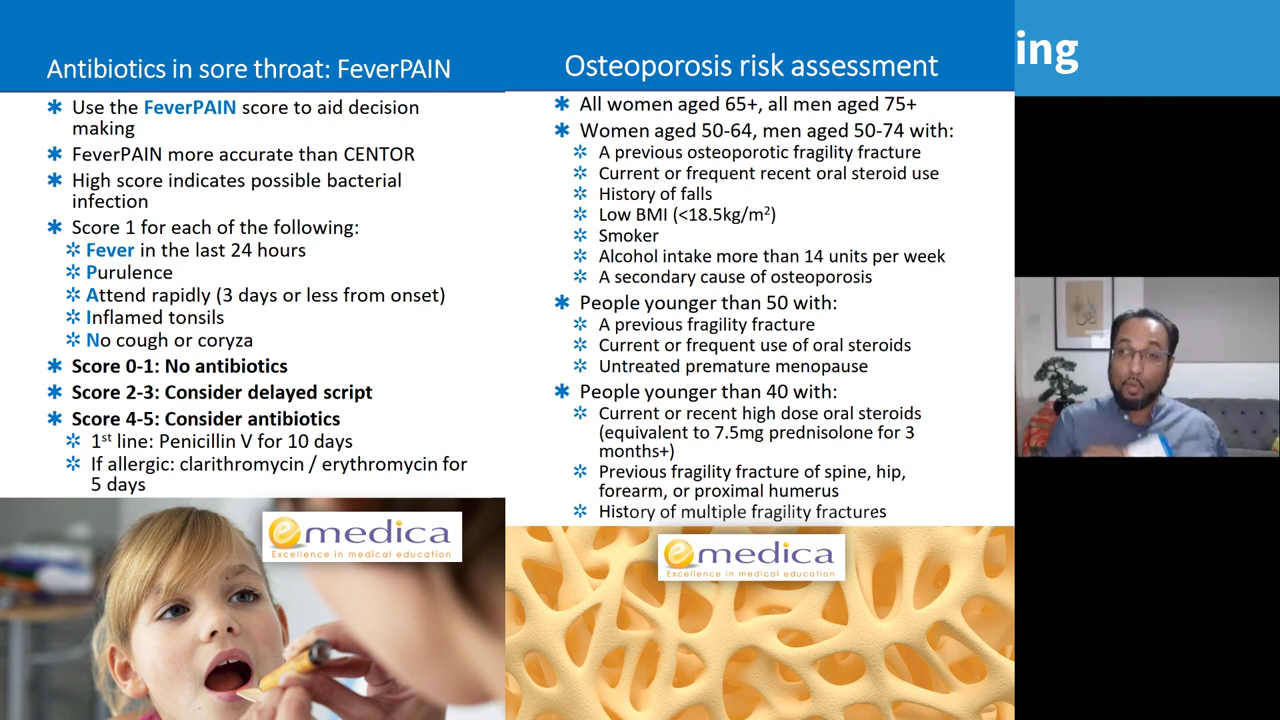 Antibiotics in sore throat: FeverPAIN
✱ Use the FeverPAIN score to aid decision
making
✱ FeverPAIN more accurate than CENTOR
✱ High score indicates possible bacterial
infection
✱ Score 1 for each of the following:
✲ Fever in the last 24 hours
✲ Purulence
✲ Attend rapidly (3 days or less from onset)
✲ Inflamed tonsils
✲ No cough or coryza
✱ Score 0-1: No antibiotics
✱ Score 2-3: Consider delayed script
✱ Score 4-5: Consider antibiotics
✲ 1st line: Penicillin V for 10 days
✲ If allergic: clarithromycin / erythromycin for
5 days
emedica
Excellence in medical education
Osteoporosis risk assessment
✱ All women aged 65+, all men aged 75+
✱ Women aged 50-64, men aged 50-74 with:
✲ A previous osteoporotic fragility fracture
✲ Current or frequent recent oral steroid use
✲ History of falls
✲ Low BMI (<18.5kg/m²)
✲ Smoker
✲ Alcohol intake more than 14 units per week
✲ A secondary cause of osteoporosis
✱ People younger than 50 with:
✲ A previous fragility fracture
✲ Current or frequent use of oral steroids
✲ Untreated premature menopause
✱ People younger than 40 with:
✲ Current or recent high dose oral steroids
(equivalent to 7.5mg prednisolone for 3
months+)
✲ Previous fragility fracture of spine, hip,
forearm, or proximal humerus
✲ History of multiple fragility fractures
emedica
Excellence in medical education
ing